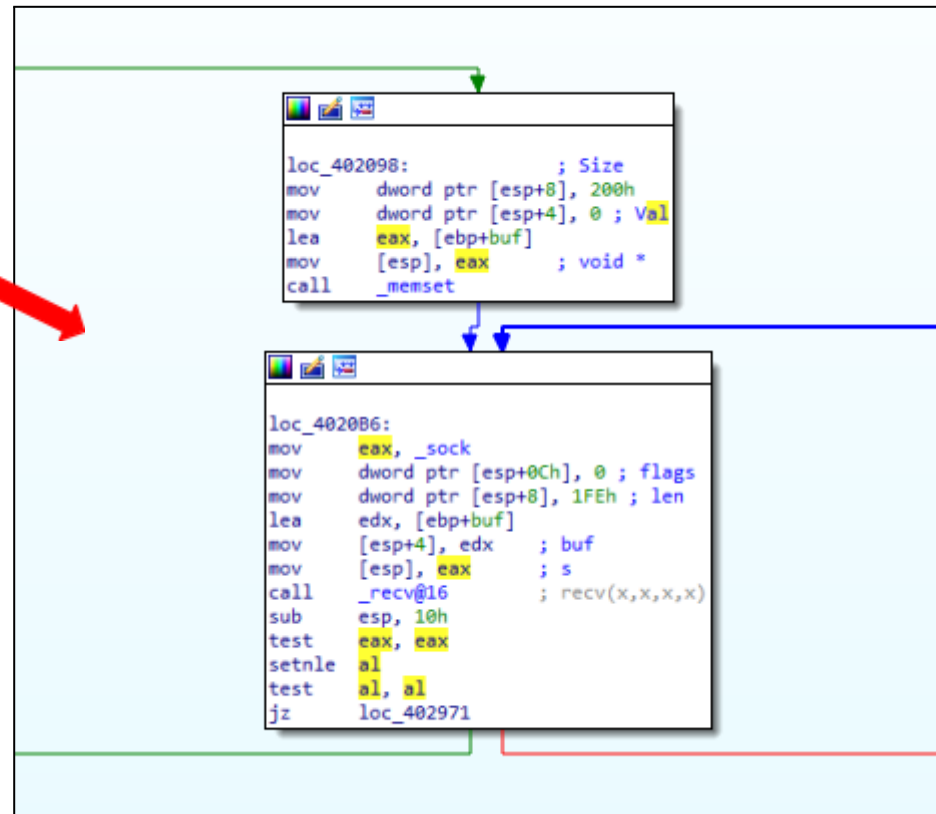 loc_402098: ; Size
mov dword ptr [esp+8], 200h
mov dword ptr [esp+4], 0 ; Val
lea eax, [ebp+buf]
mov [esp], eax ; void *
call _memset
loc_4020B6:
mov eax, _sock
mov dword ptr [esp+0Ch], 0 ; flags
mov dword ptr [esp+8], 1FEh ; len
lea edx, [ebp+buf]
mov [esp+4], edx ; buf
mov [esp], eax ; s
call _recv@16 ; recv(x,x,x,x)
sub esp, 10h
test eax, eax
setnle al
test al, al
jz loc_402971